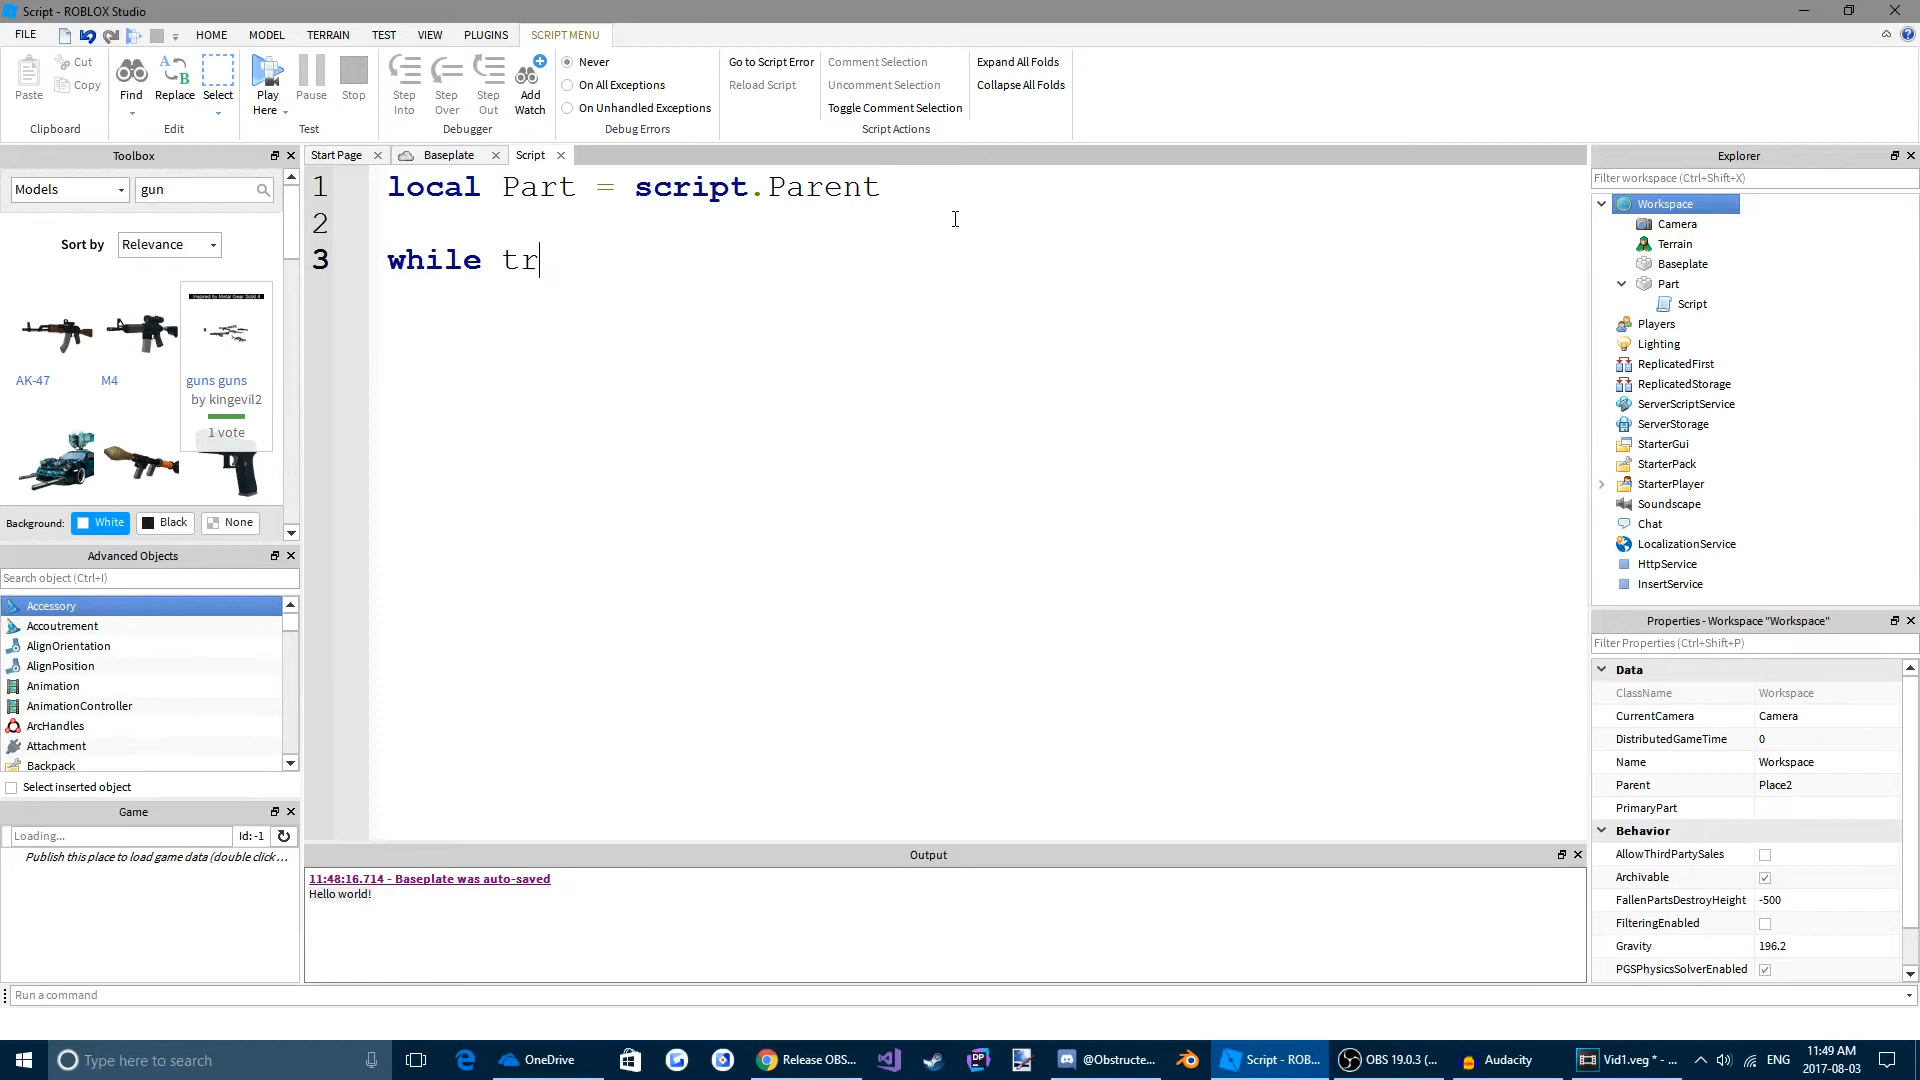 Script - ROBLOX Studio
FILE HOME MODEL TERRAIN TEST VIEW PLUGINS SCRIPT MENU
Paste Cut Copy Clipboard
Find Replace Select Edit
Play Here Pause Stop Test
Step Into Step Over Step Out Add Watch Debugger
Never
On All Exceptions
On Unhandled Exceptions
Debug Errors
Go to Script Error
Reload Script
Comment Selection
Uncomment Selection
Toggle Comment Selection
Script Actions
Expand All Folds
Collapse All Folds
Toolbox
Models gun
Sort by Relevance
Inspired by Metal Gear Solid 4
AK-47 M4 guns guns
by kingevil2
1 vote
Background: White Black None
Advanced Objects
Search object (Ctrl+I)
Accessory
Accoutrement
AlignOrientation
AlignPosition
Animation
AnimationController
ArcHandles
Attachment
Backpack
Select inserted object
Game
Loading... Id: -1
Publish this place to load game data (double click ...
Start Page Baseplate Script
1 local Part = script.Parent
2
3 while tr
Output
11:48:16.714 - Baseplate was auto-saved
Hello world!
Explorer
Filter workspace (Ctrl+Shift+X)
Workspace
Camera
Terrain
Baseplate
Part
Script
Players
Lighting
ReplicatedFirst
ReplicatedStorage
ServerScriptService
ServerStorage
StarterGui
StarterPack
StarterPlayer
Soundscape
Chat
LocalizationService
HttpService
InsertService
Properties - Workspace "Workspace"
Filter Properties (Ctrl+Shift+P)
Data
ClassName Workspace
CurrentCamera Camera
DistributedGameTime 0
Name Workspace
Parent Place2
PrimaryPart
Behavior
AllowThirdPartySales
Archivable
FallenPartsDestroyHeight -500
FilteringEnabled
Gravity 196.2
PGSPhysicsSolverEnabled
Run a command
Type here to search
OneDrive
Release OBS...
@Obstructe...
Script - ROB...
OBS 19.0.3 (...
Audacity
Vid1.veg * - ...
ENG
11:49 AM
2017-08-03